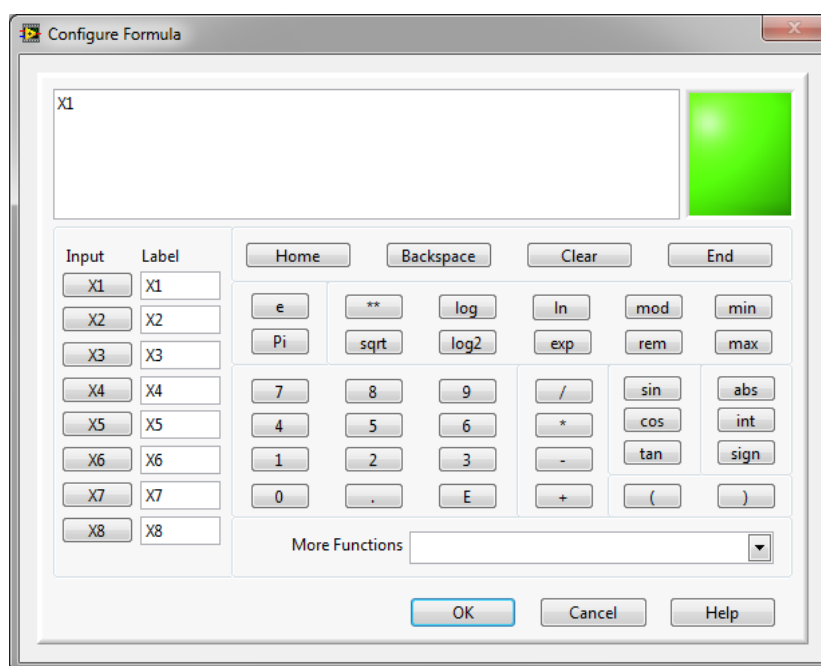 Configure Formula
X
X1
Input Label Home Backspace Clear End
X1 X1
e ** log ln mod min
X2 X2
Pi sqrt log2 exp rem max
X3 X3
X4 X4 7 8 9 / sin abs
X5 X5 4 5 6 * cos int
X6 X6 1 2 3 - tan sign
X7 X7 0 . E + ( )
X8 X8
More Functions
OK Cancel Help